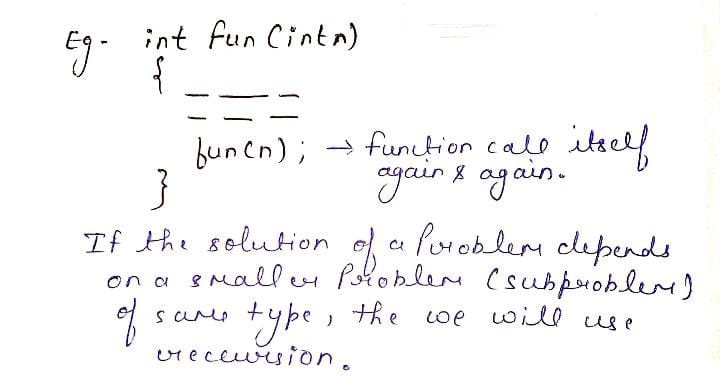 Eg - int fun (int n)
{
fun(n); → function call itself
again & again.
}
If the solution of a Problem depends
on a smaller Problem (subproblem)
of same type, the we will use
recursion.